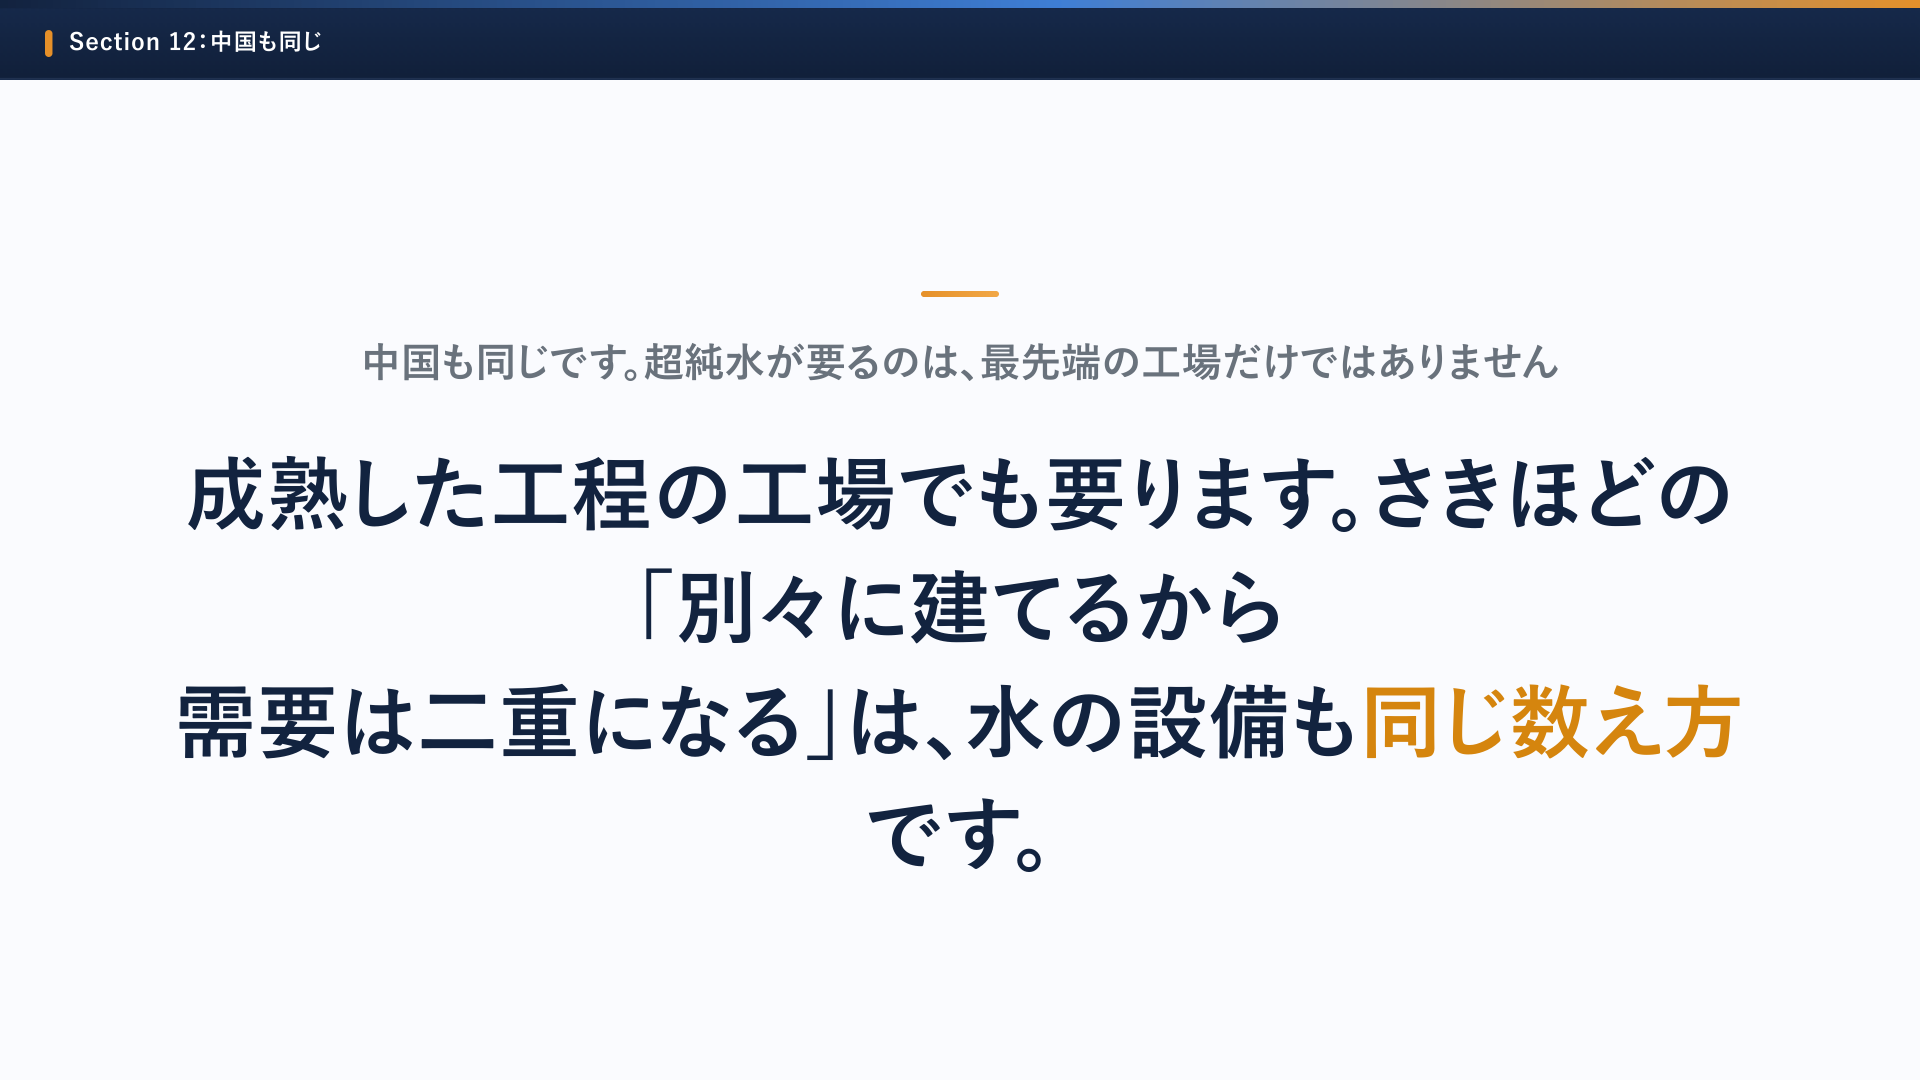 Section 12：中国も同じ
中国も同じです。超純水が要るのは、最先端の工場だけではありません
成熟した工程の工場でも要ります。さきほどの
「別々に建てるから
需要は二重になる」は、水の設備も同じ数え方
です。